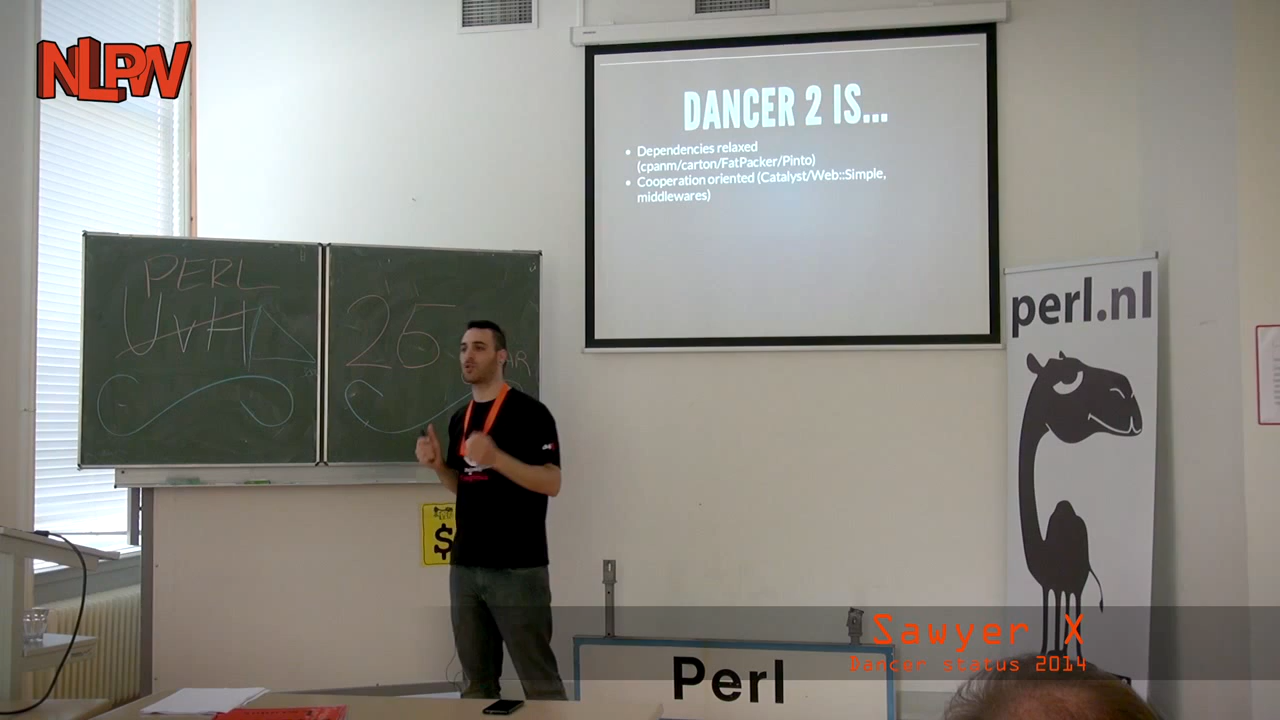 NLPW
DANCER 2 IS...
Dependencies relaxed
(cpanm/carton/FatPacker/Pinto)
Cooperation oriented (Catalyst/Web::Simple,
middlewares)
perl.nl
PERL
UvA
25
$
Perl
Sawyer X
Dancer status 2014